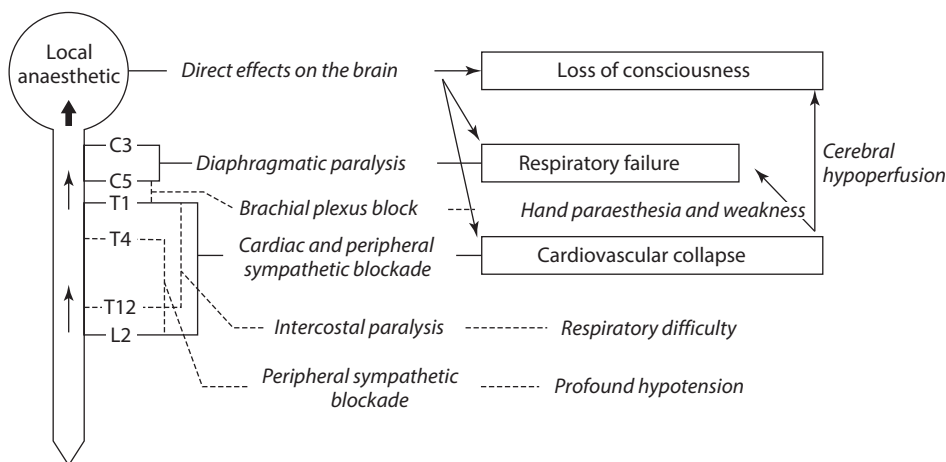 Local
anaesthetic
Direct effects on the brain
Loss of consciousness
C3
Diaphragmatic paralysis
Respiratory failure
Cerebral
hypoperfusion
C5
T1
Brachial plexus block
Hand paraesthesia and weakness
T4
Cardiac and peripheral
sympathetic blockade
Cardiovascular collapse
T12
L2
Intercostal paralysis
Respiratory difficulty
Peripheral sympathetic
blockade
Profound hypotension